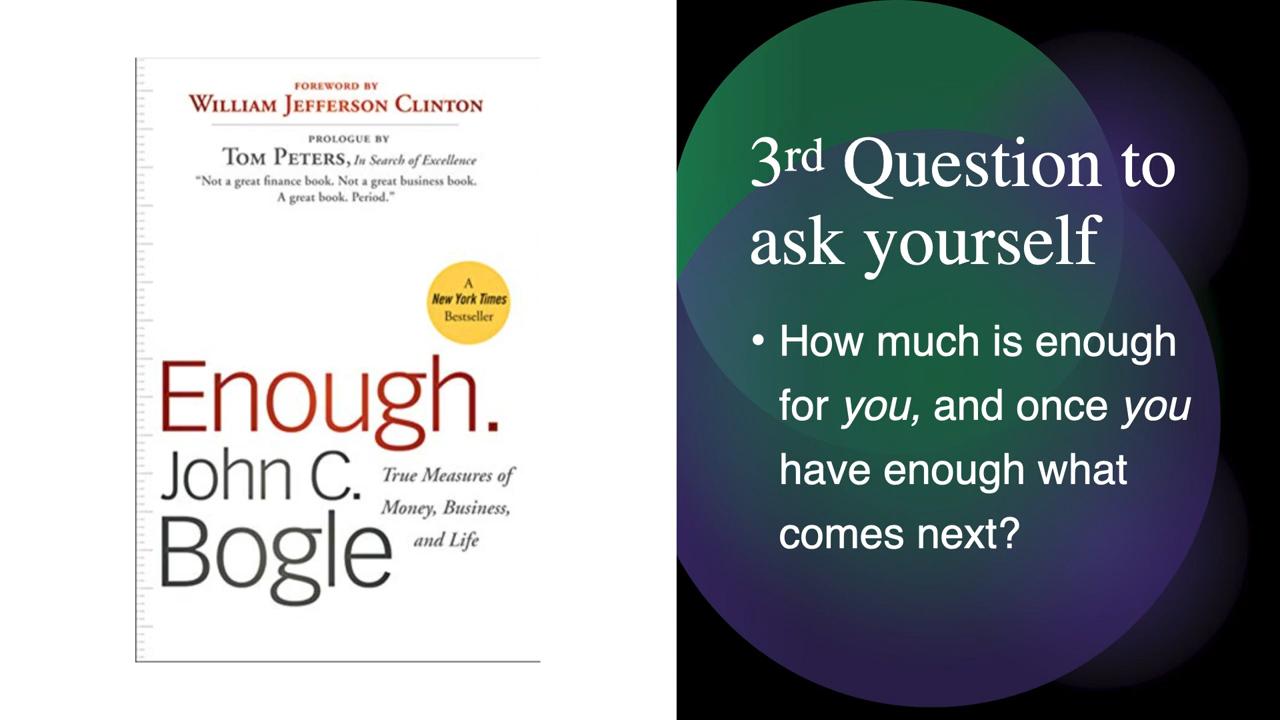 FOREWORD BY
WILLIAM JEFFERSON CLINTON
PROLOGUE BY
TOM PETERS, In Search of Excellence
“Not a great finance book. Not a great business book.
A great book. Period.”
A
New York Times
Bestseller
Enough.
John C.
Bogle
True Measures of
Money, Business,
and Life
3rd Question to
ask yourself
• How much is enough
for you, and once you
have enough what
comes next?